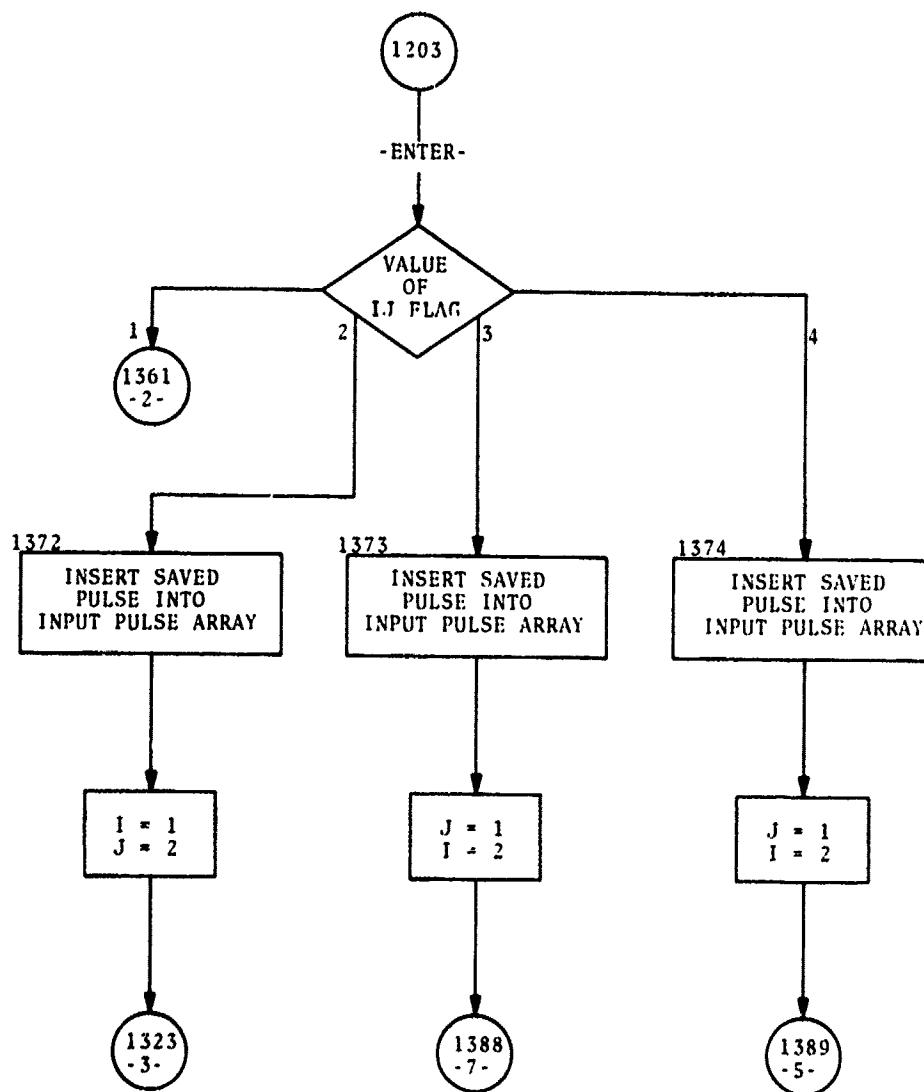 1203
-ENTER-
VALUE
OF
IJ FLAG
1
2
3
4
1361
-2-
1372
INSERT SAVED
PULSE INTO
INPUT PULSE ARRAY
1373
INSERT SAVED
PULSE INTO
INPUT PULSE ARRAY
1374
INSERT SAVED
PULSE INTO
INPUT PULSE ARRAY
I = 1
J = 2
J = 1
I = 2
J = 1
I = 2
1323
-3-
1388
-7-
1389
-5-